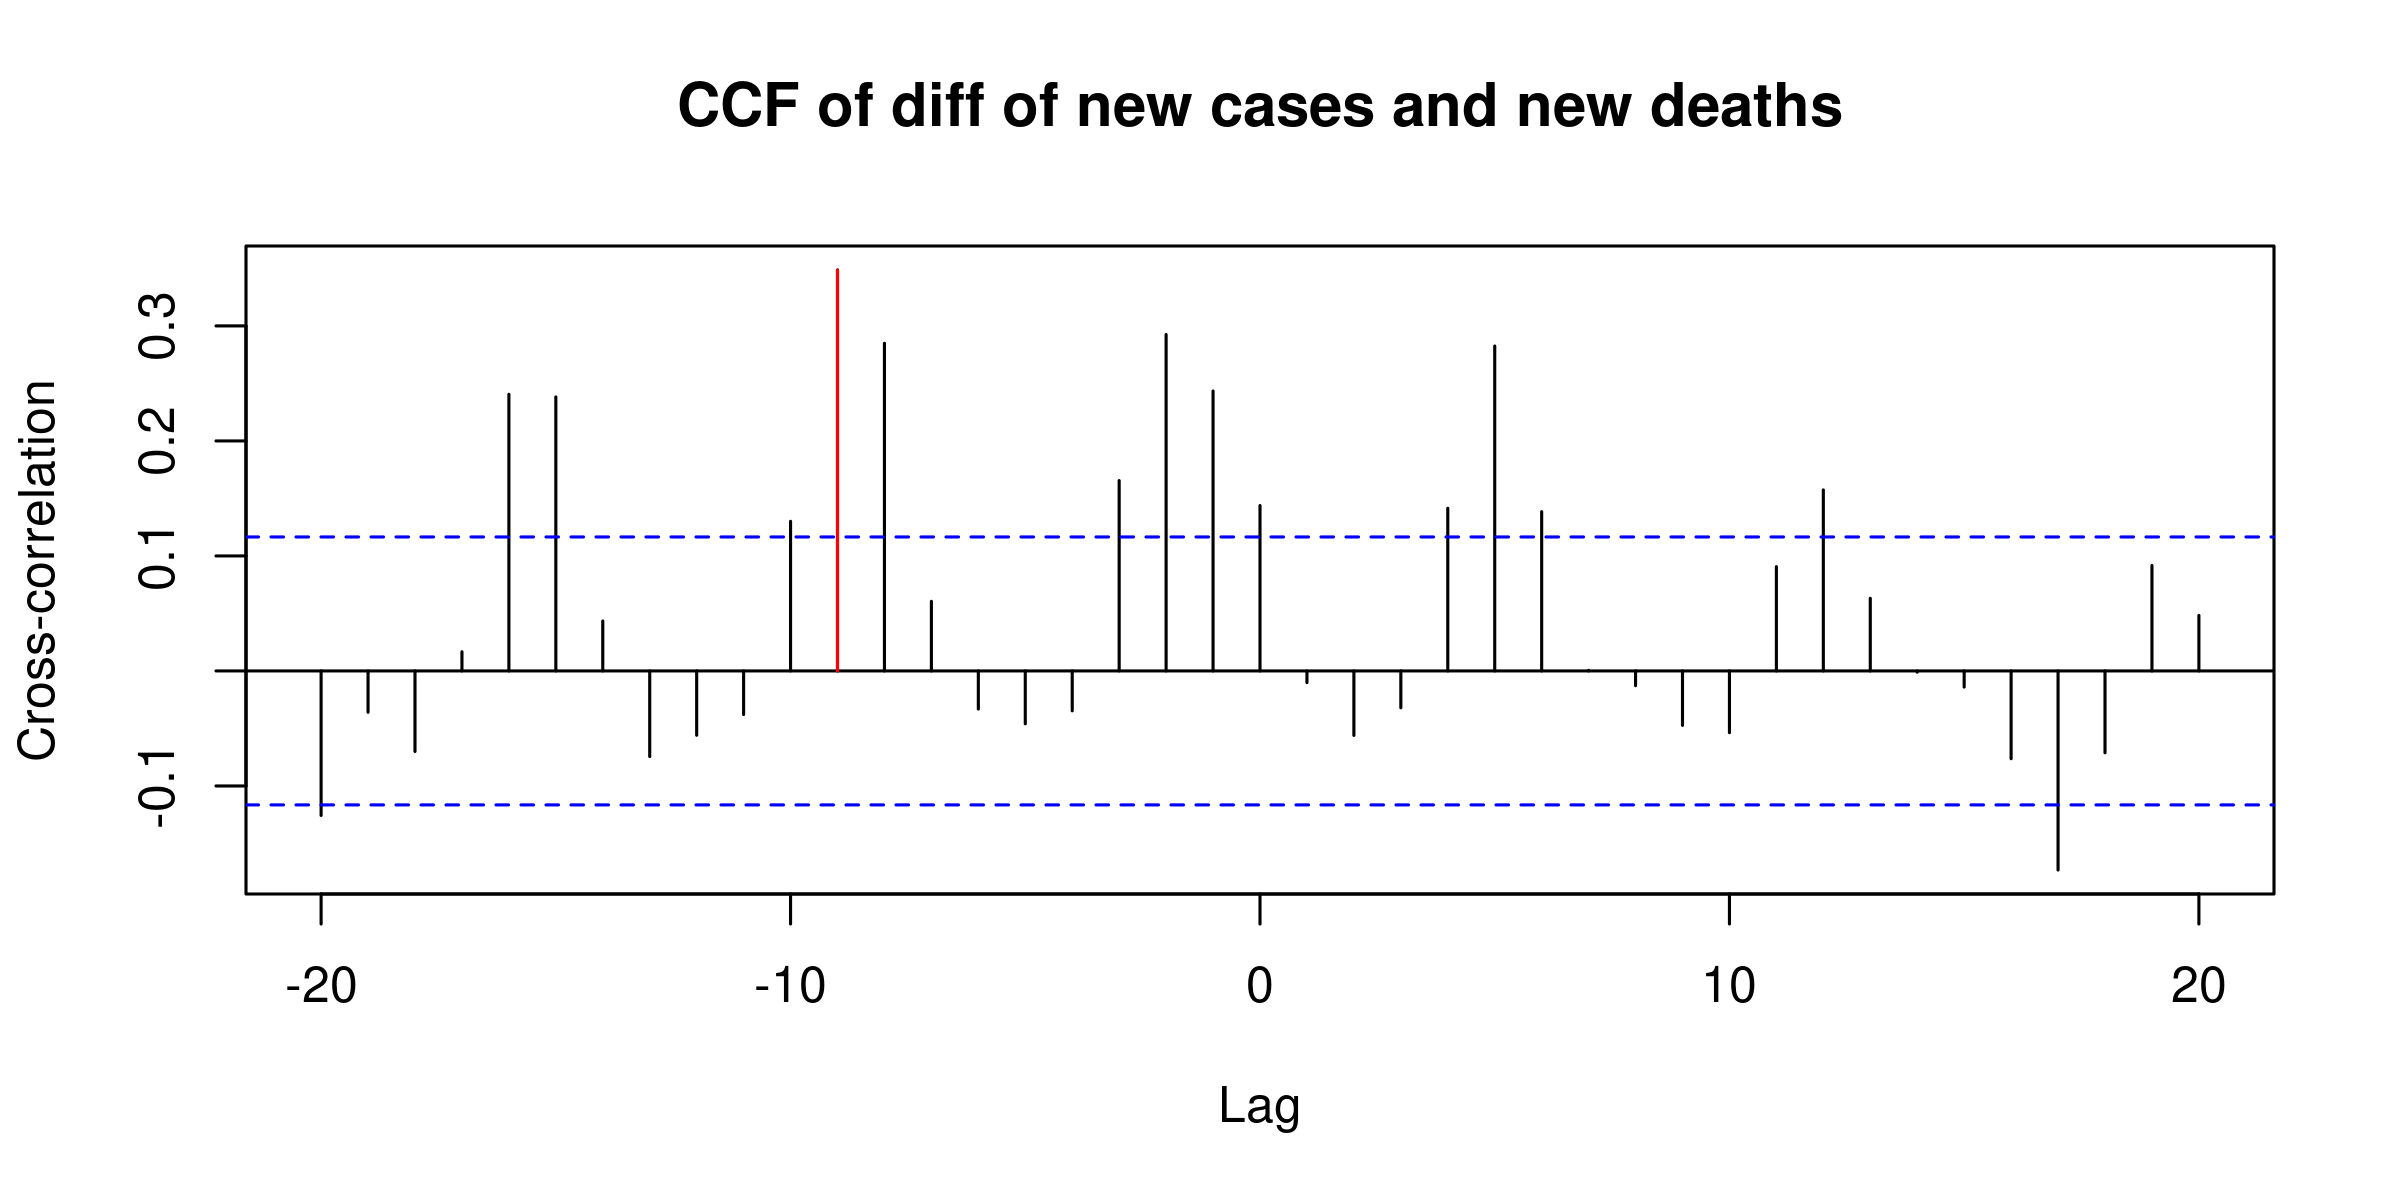 CCF of diff of new cases and new deaths
Cross-correlation
0.3
0.2
0.1
-0.1
-20 -10 0 10 20
Lag